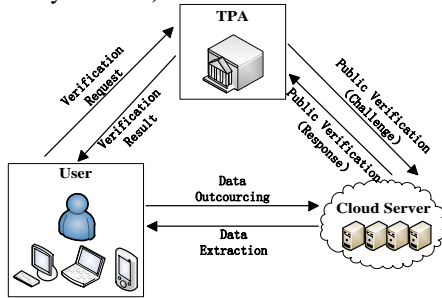 TPA
Verification
Request
Verification
Result
Public Verification
(Challenge)
Public Verification
(Response)
User
Data
Outcourcing
Cloud Server
Data
Extraction